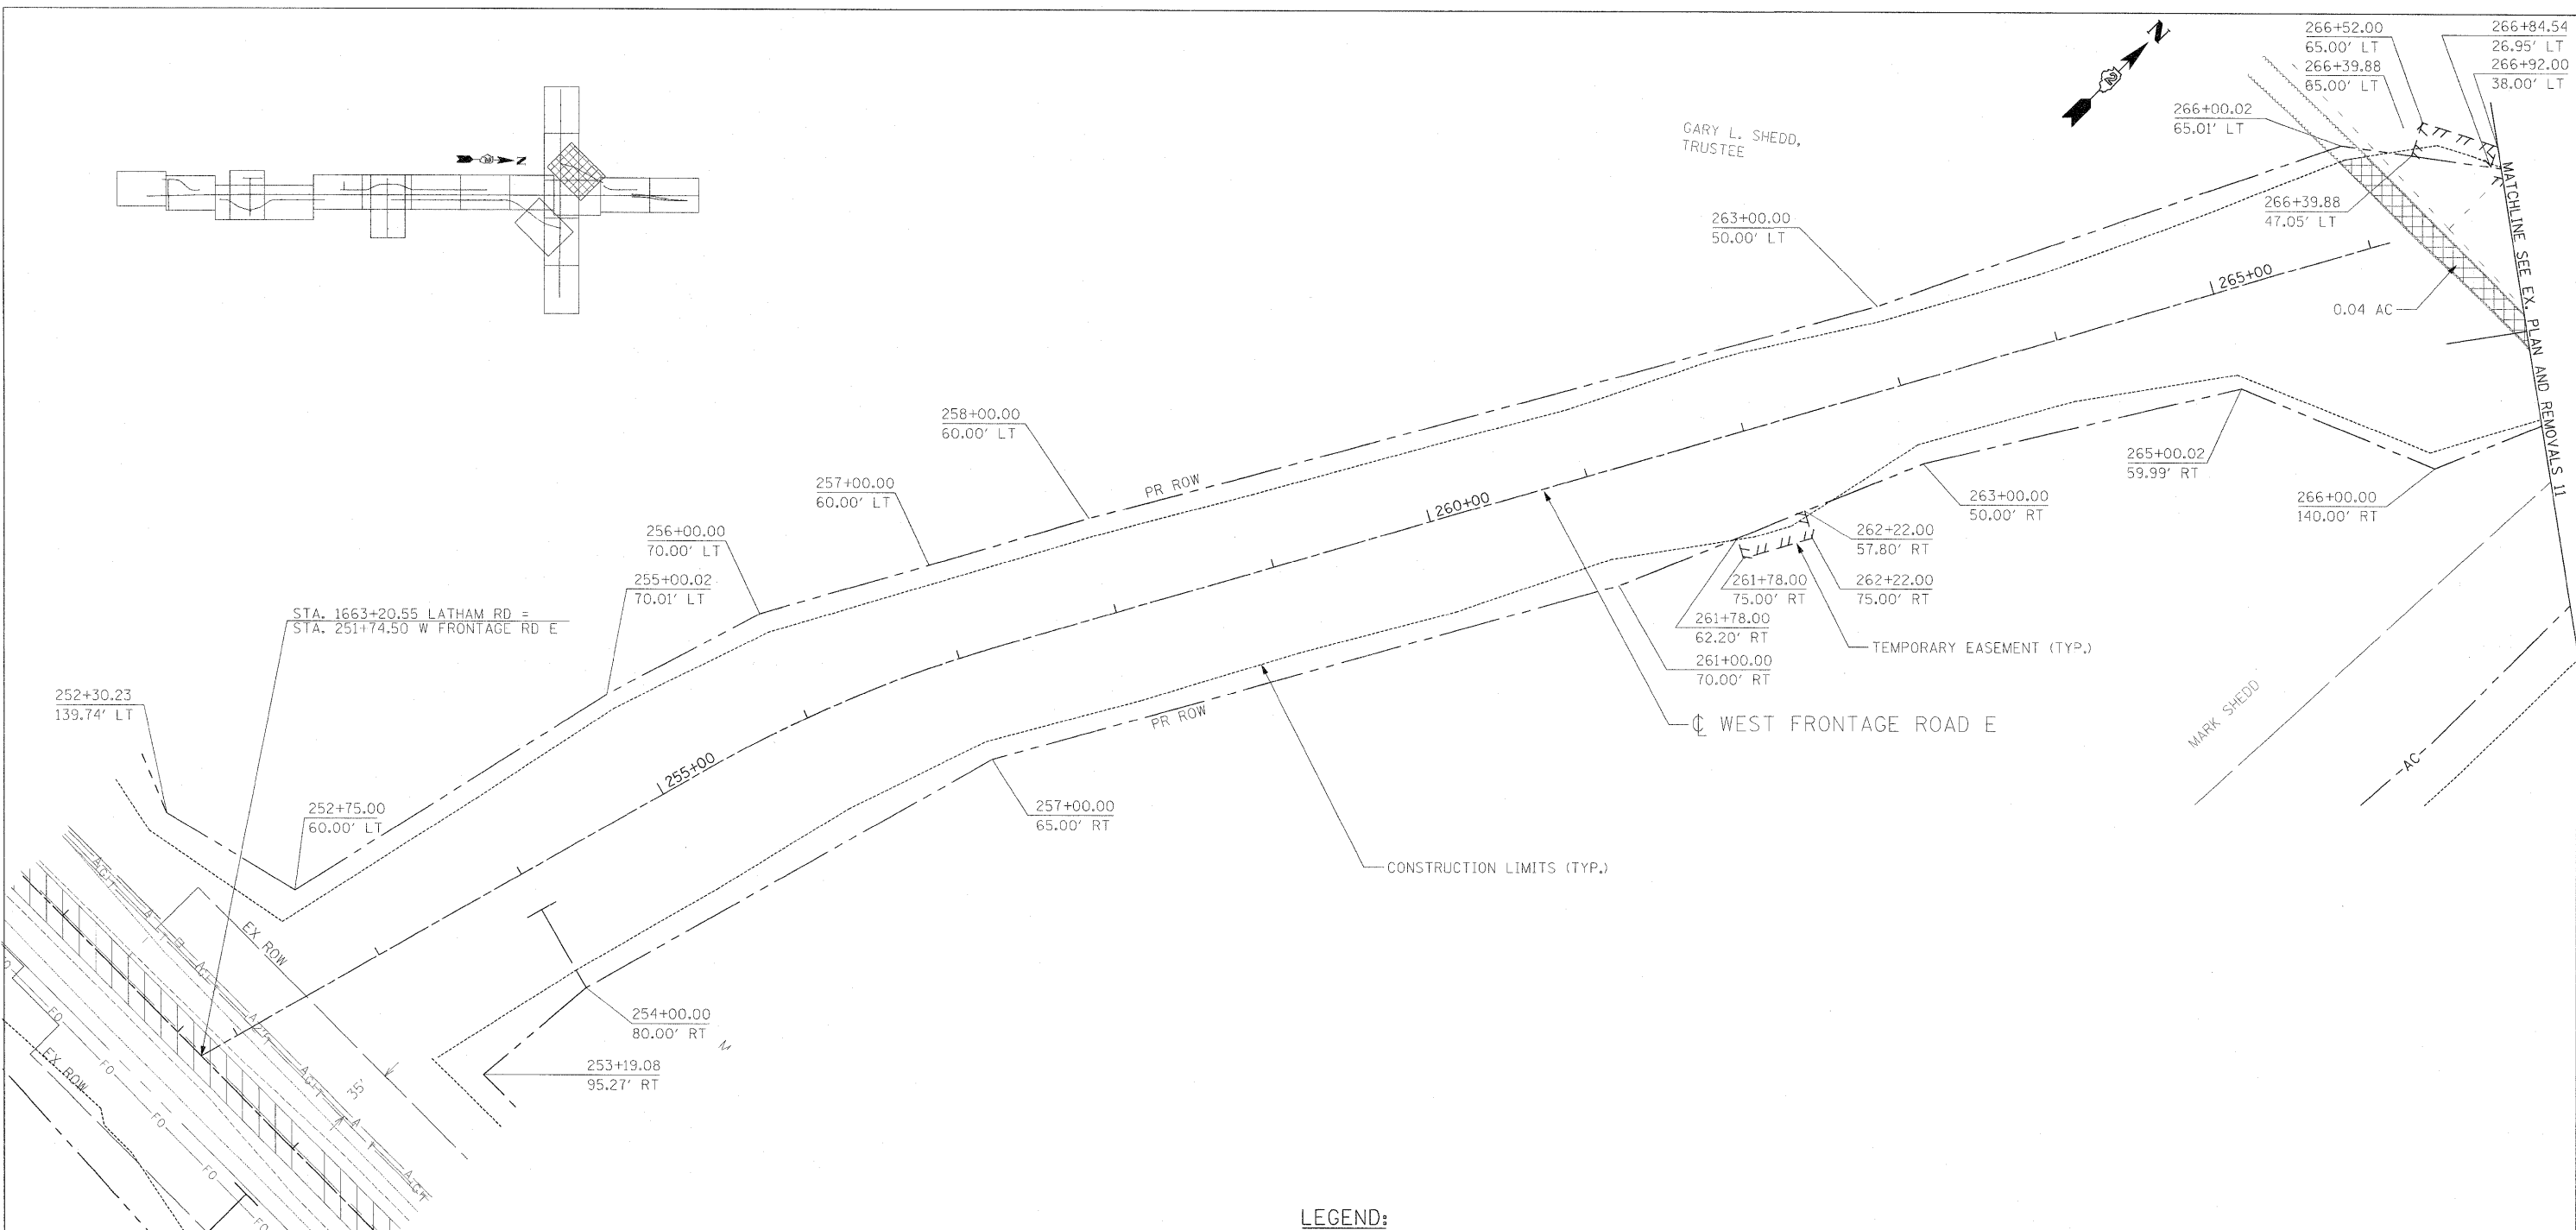 266+52.00
65.00' LT
266+39.88
65.00' LT
266+84.54
26.95' LT
266+92.00
38.00' LT
N
266+00.02
65.01' LT
GARY L. SHEDD,
TRUSTEE
N
MATCHLINE SEE EX. PLAN AND REMOVALS 11
266+39.88
47.05' LT
263+00.00
50.00' LT
265+00
0.04 AC
258+00.00
60.00' LT
PR ROW
257+00.00
60.00' LT
260+00
265+00.02
59.99' RT
256+00.00
70.00' LT
263+00.00
50.00' RT
266+00.00
140.00' RT
262+22.00
57.80' RT
255+00.02
70.01' LT
261+78.00
75.00' RT
262+22.00
75.00' RT
STA. 1663+20.55 LATHAM RD =
STA. 251+74.50 W FRONTAGE RD E
261+78.00
62.20' RT
TEMPORARY EASEMENT (TYP.)
261+00.00
70.00' RT
252+30.23
139.74' LT
PR ROW
℄ WEST FRONTAGE ROAD E
MARK SHEDD
255+00
AC
252+75.00
60.00' LT
257+00.00
65.00' RT
CONSTRUCTION LIMITS (TYP.)
EX ROW
254+00.00
80.00' RT
253+19.08
95.27' RT
35'
EX ROW
FO
FO
FO
FO
FO
LEGEND: